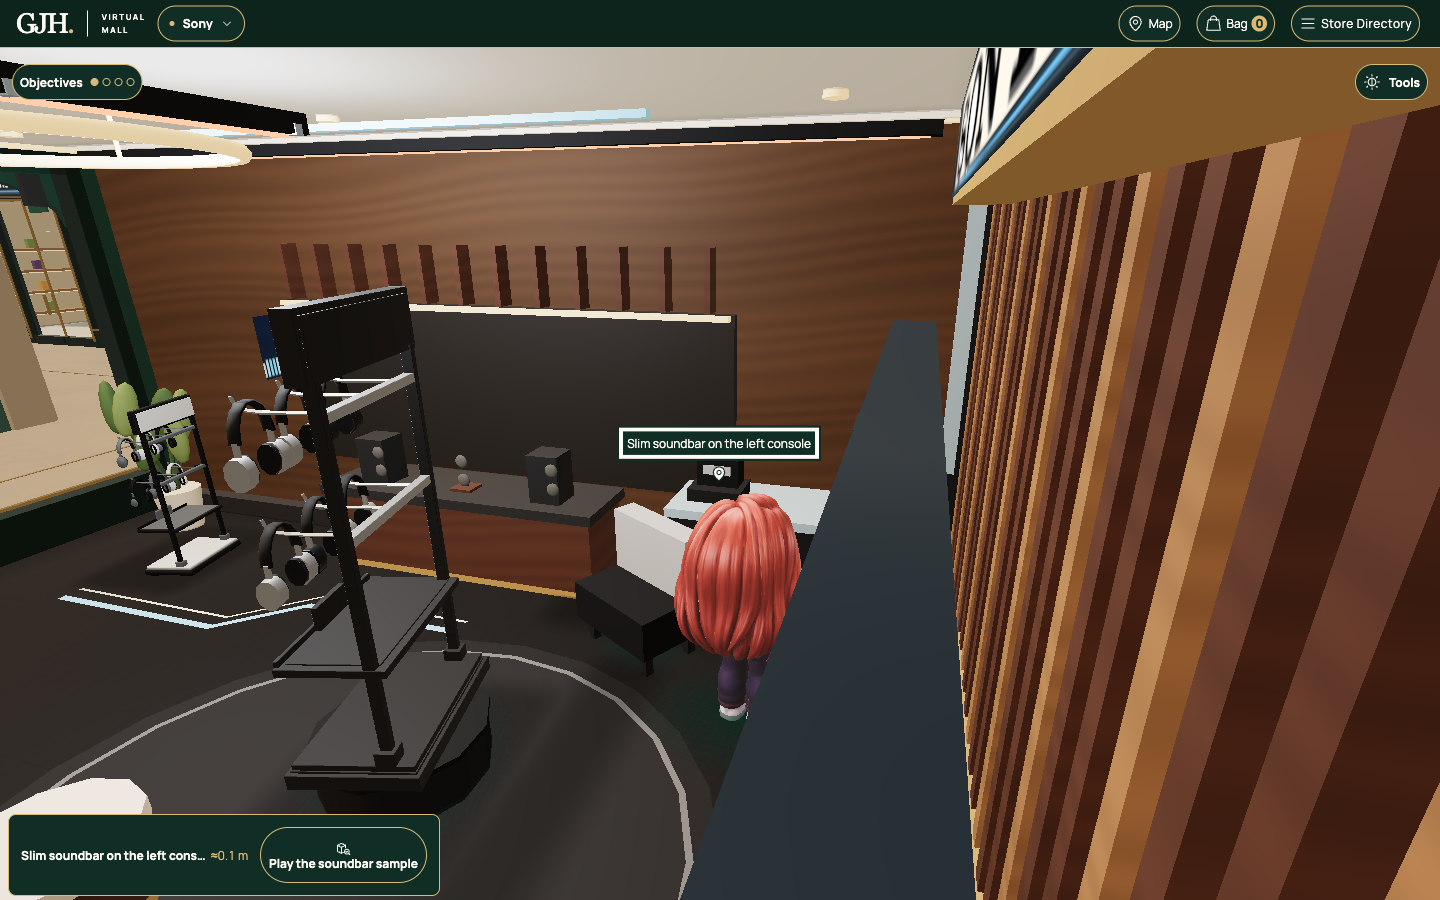 GJH.
VIRTUAL
MALL
Sony
Map
Bag 0
Store Directory
Objectives
Tools
Slim soundbar on the left console
Slim soundbar on the left cons... ≈0.1 m
Play the soundbar sample